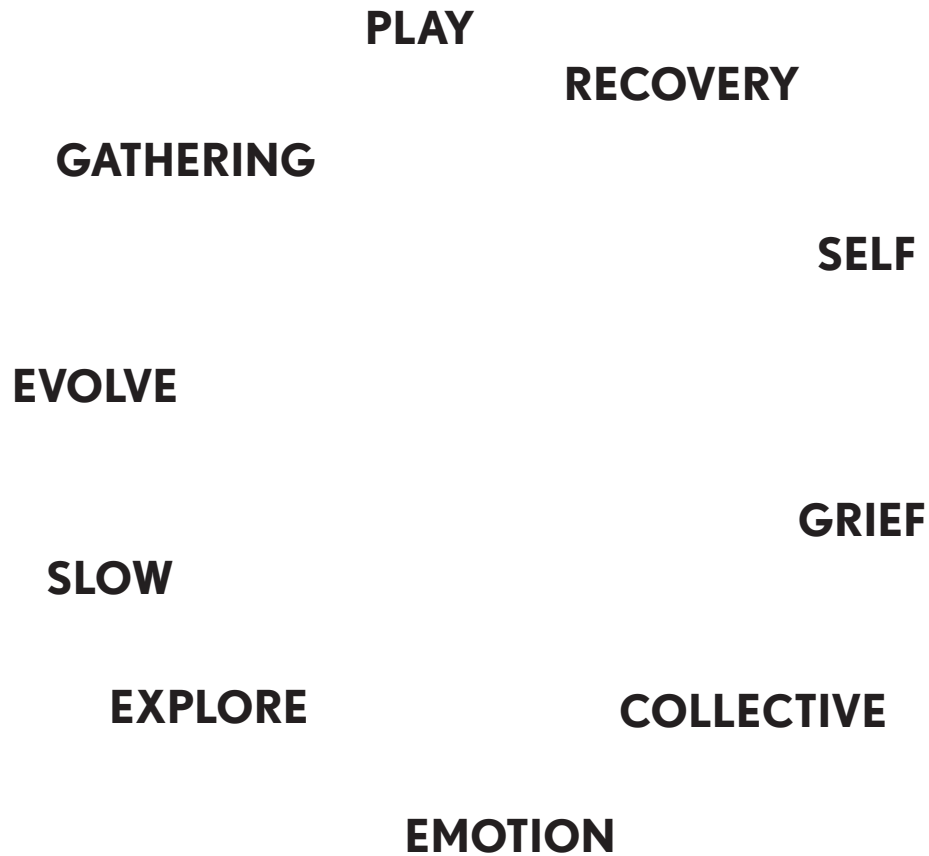 PLAY
RECOVERY
GATHERING
SELF
EVOLVE
GRIEF
SLOW
EXPLORE
COLLECTIVE
EMOTION